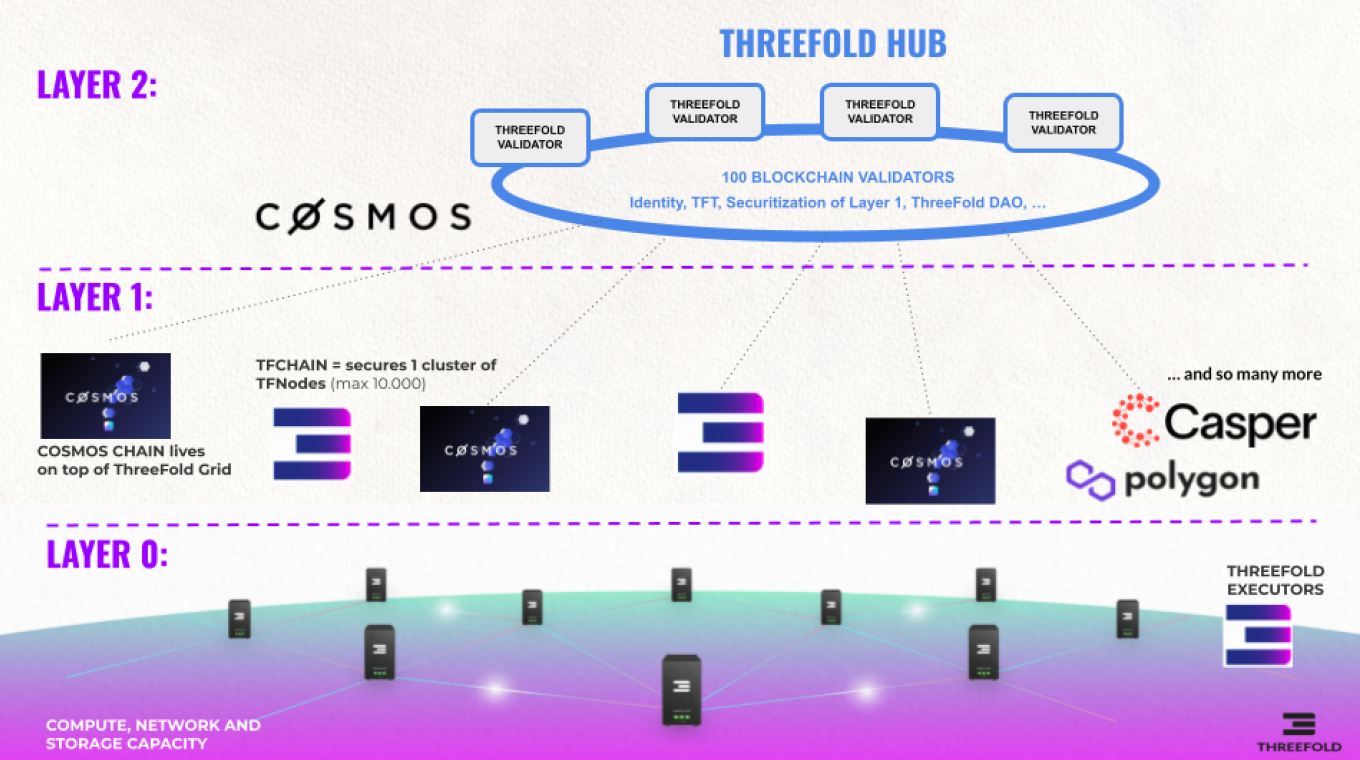 THREEFOLD HUB
LAYER 2:
THREEFOLD
VALIDATOR
THREEFOLD
VALIDATOR
THREEFOLD
VALIDATOR
THREEFOLD
VALIDATOR
100 BLOCKCHAIN VALIDATORS
Identity, TFT, Securitization of Layer 1, ThreeFold DAO, ...
CØSMOS
LAYER 1:
CØSMOS
COSMOS CHAIN lives
on top of ThreeFold Grid
TFCHAIN = secures 1 cluster of
TFNodes (max 10.000)
CØSMOS
CØSMOS
... and so many more
Casper
polygon
LAYER 0:
THREEFOLD
EXECUTORS
COMPUTE, NETWORK AND
STORAGE CAPACITY
THREEFOLD